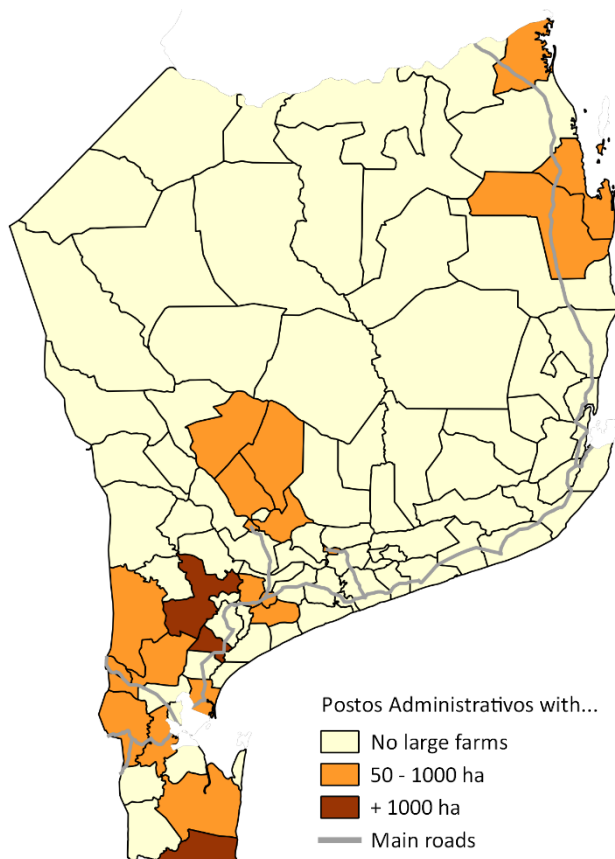 Postos Administrativos with...
No large farms
50 - 1000 ha
+ 1000 ha
Main roads